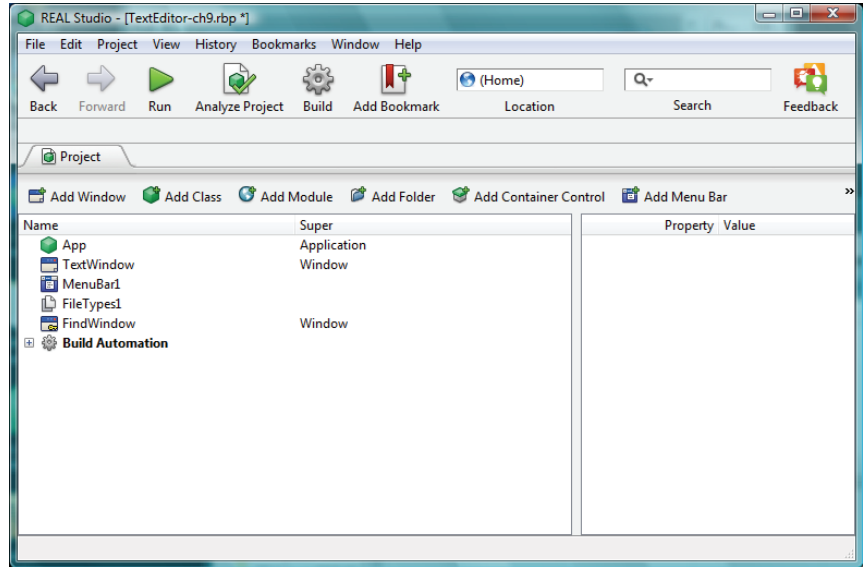 REAL Studio - [TextEditor-ch9.rbp *]
File Edit Project View History Bookmarks Window Help
(Home)
Back Forward Run Analyze Project Build Add Bookmark Location Search Feedback
Project
Add Window Add Class Add Module Add Folder Add Container Control Add Menu Bar »
Name Super Property Value
App Application
TextWindow Window
MenuBar1
FileTypes1
FindWindow Window
Build Automation